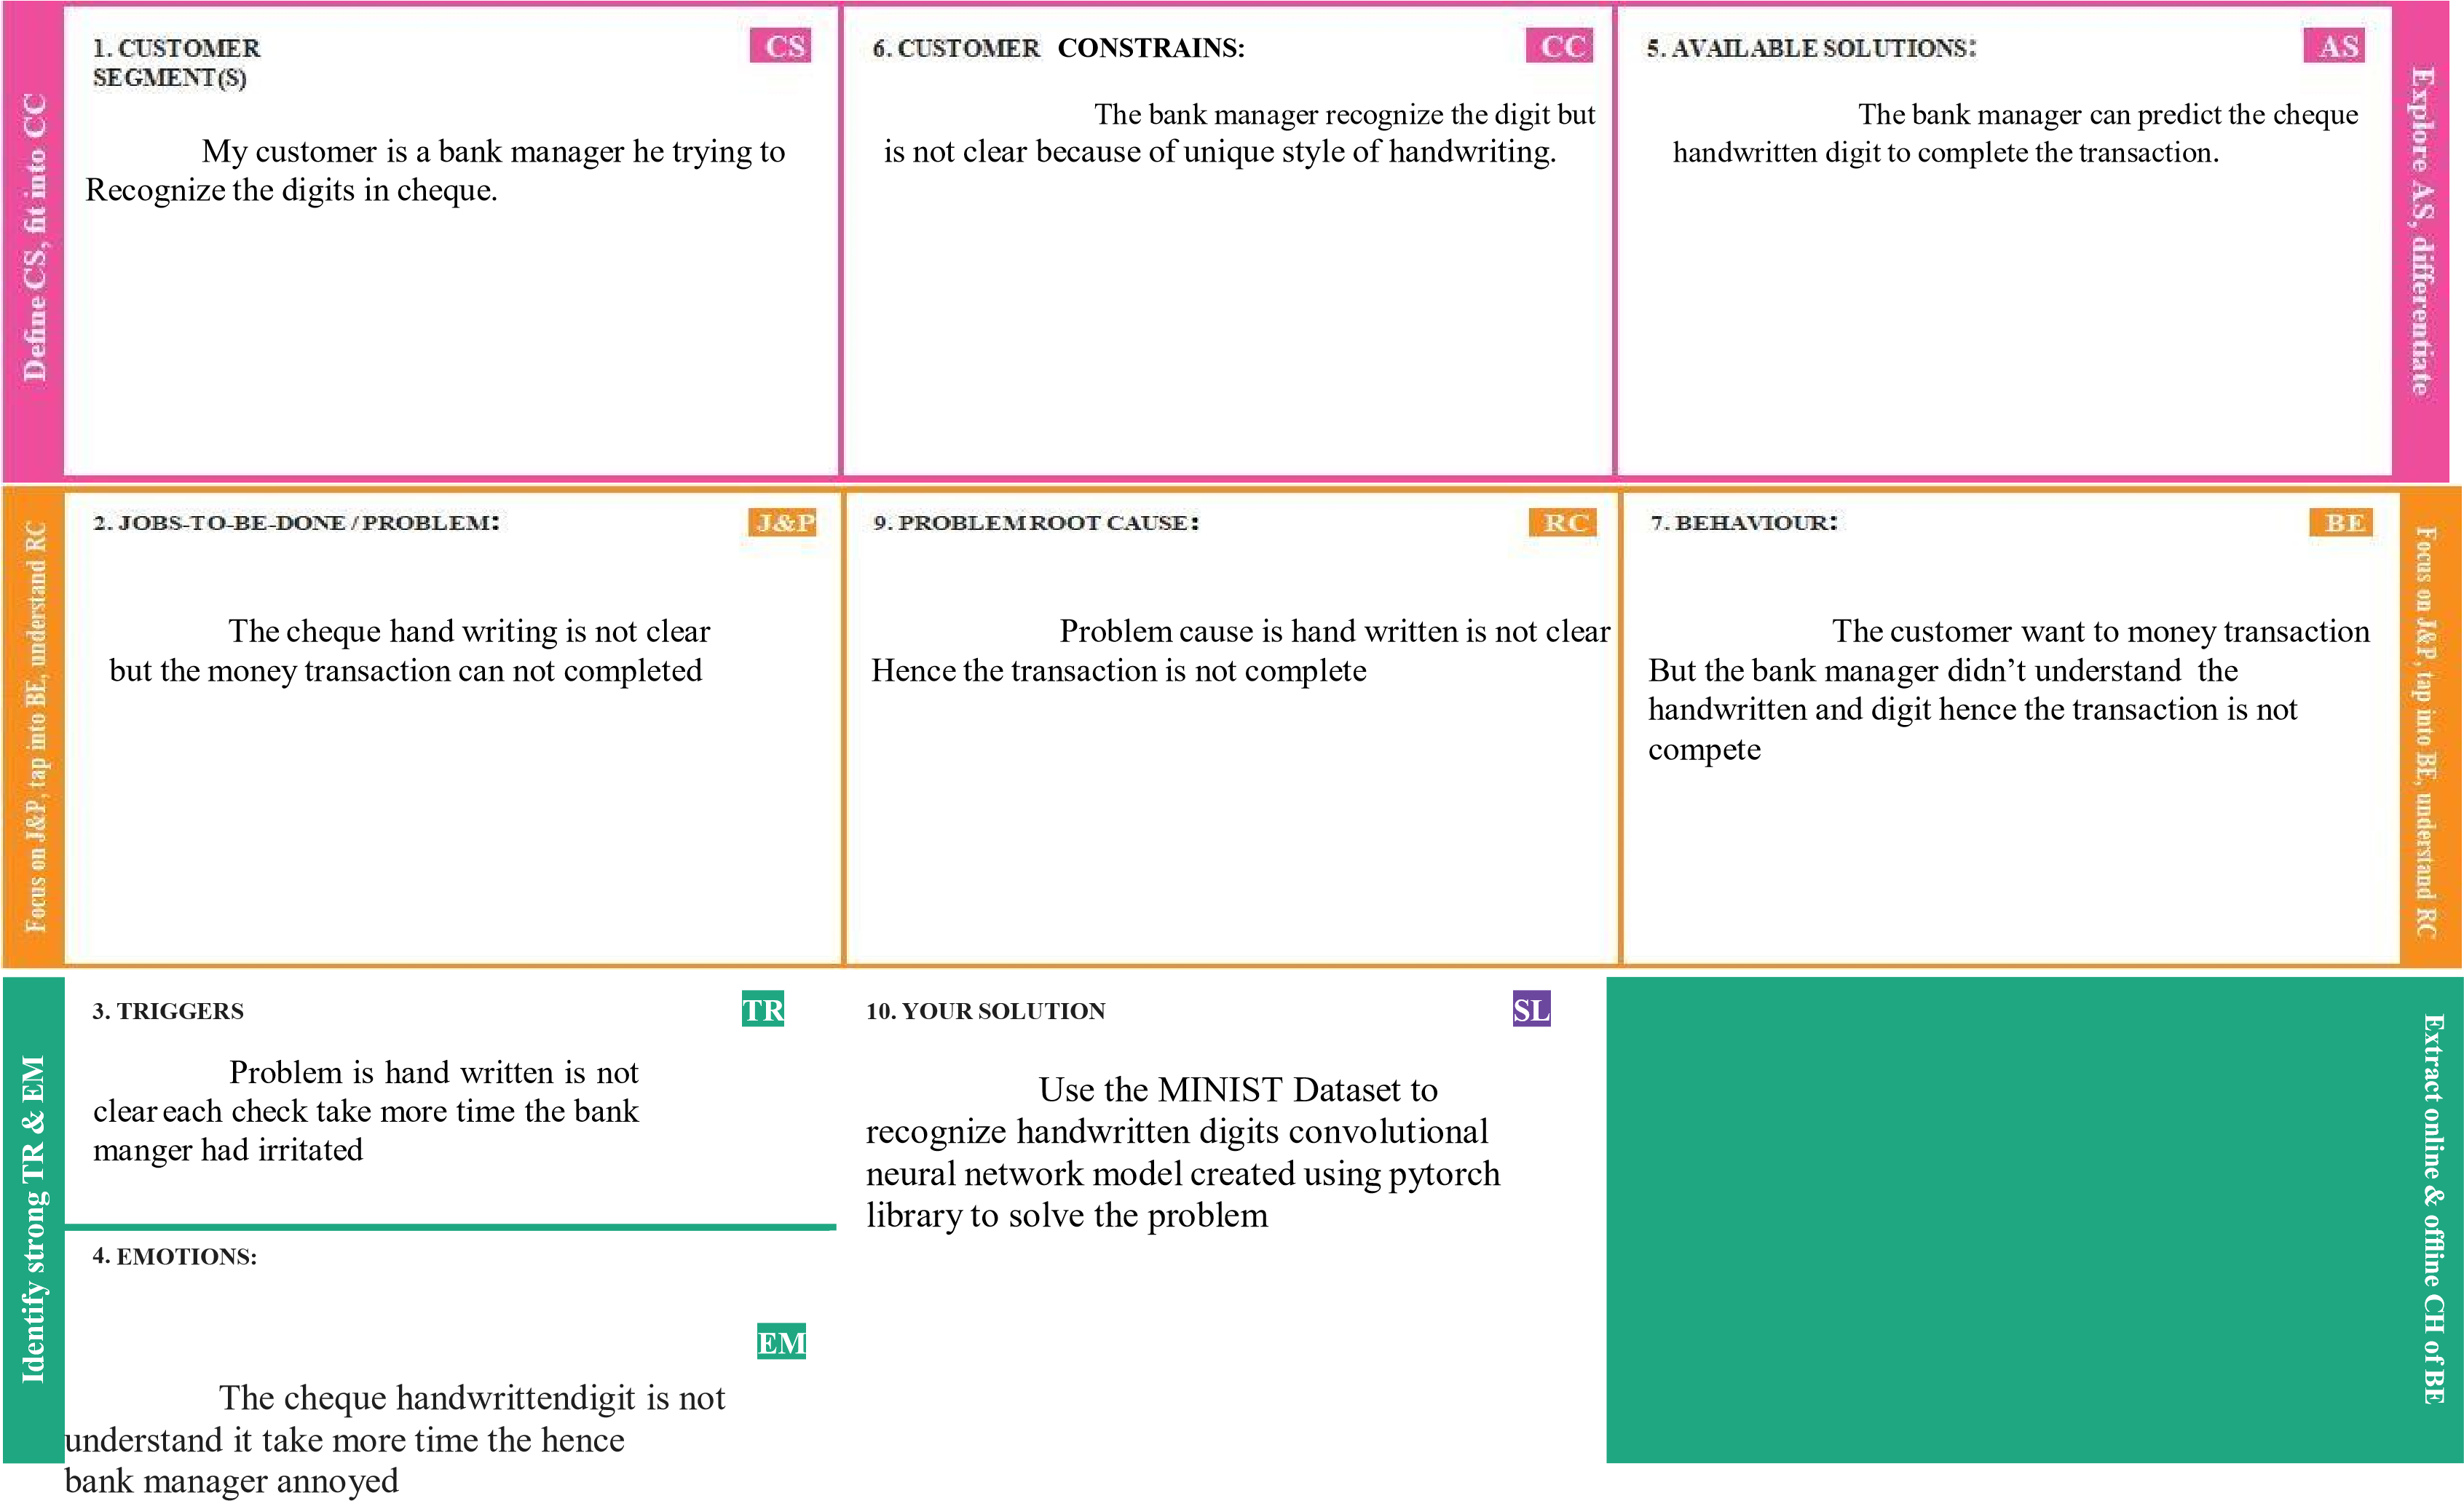 Define CS, fit into CC
1. CUSTOMER
SEGMENT(S)
CS
My customer is a bank manager he trying to
Recognize the digits in cheque.
6. CUSTOMER CONSTRAINS:
CC
The bank manager recognize the digit but
is not clear because of unique style of handwriting.
5. AVAILABLE SOLUTIONS:
AS
The bank manager can predict the cheque
handwritten digit to complete the transaction.
Explore AS, differentiate
Focus on J&P, tap into BE, understand RC
2. JOBS-TO-BE-DONE / PROBLEM:
J&P
The cheque hand writing is not clear
but the money transaction can not completed
9. PROBLEM ROOT CAUSE:
RC
Problem cause is hand written is not clear
Hence the transaction is not complete
7. BEHAVIOUR:
BE
The customer want to money transaction
But the bank manager didn’t understand the
handwritten and digit hence the transaction is not
compete
Focus on J&P, tap into BE, understand RC
Identify strong TR & EM
3. TRIGGERS
TR
Problem is hand written is not
clear each check take more time the bank
manger had irritated
4. EMOTIONS:
EM
The cheque handwrittendigit is not
understand it take more time the hence
bank manager annoyed
10. YOUR SOLUTION
SL
Use the MINIST Dataset to
recognize handwritten digits convolutional
neural network model created using pytorch
library to solve the problem
Extract online & offline CH of BE